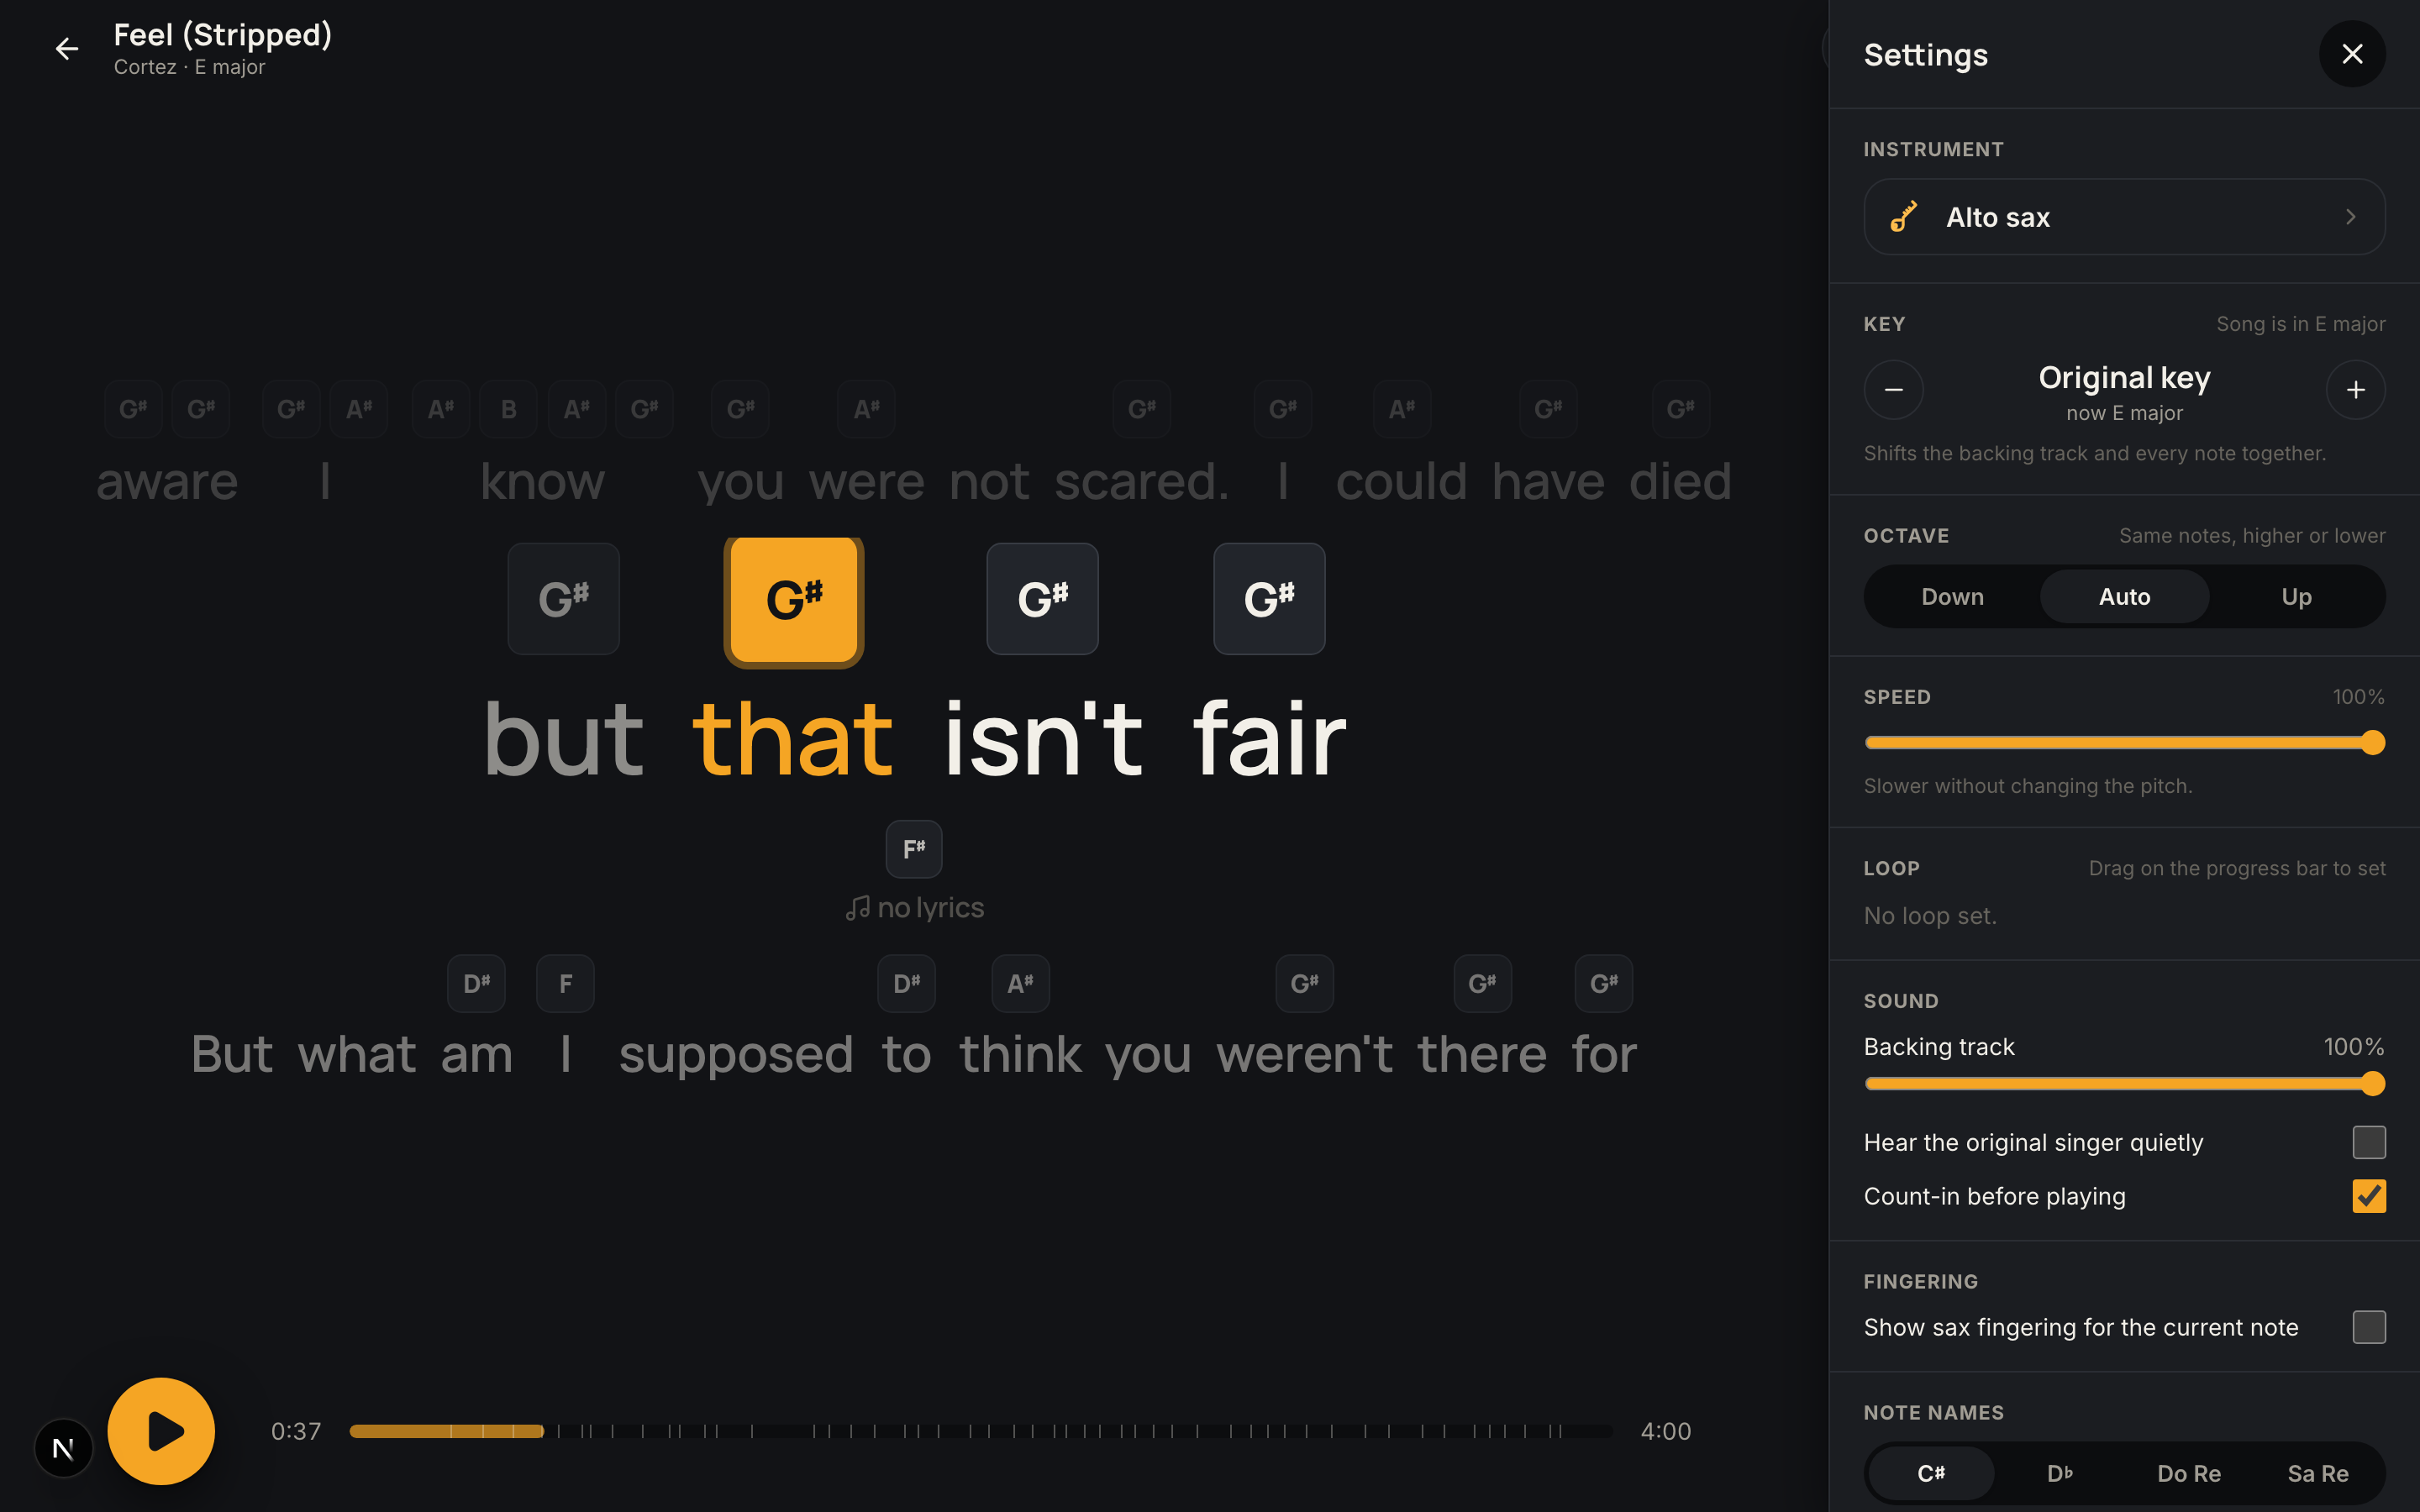 Feel (Stripped)
Cortez · E major
G# G# G# A# A# B A# G# G# A# G# G# A# G# G#
aware I know you were not scared. I could have died
G# G# G# G#
but that isn't fair
F#
no lyrics
D# F D# A# G# G# G#
But what am I supposed to think you weren't there for
N
0:37
4:00
Settings
INSTRUMENT
Alto sax
KEY Song is in E major
Original key
now E major
Shifts the backing track and every note together.
OCTAVE Same notes, higher or lower
Down Auto Up
SPEED 100%
Slower without changing the pitch.
LOOP Drag on the progress bar to set
No loop set.
SOUND
Backing track 100%
Hear the original singer quietly
Count-in before playing
FINGERING
Show sax fingering for the current note
NOTE NAMES
C# D♭ Do Re Sa Re